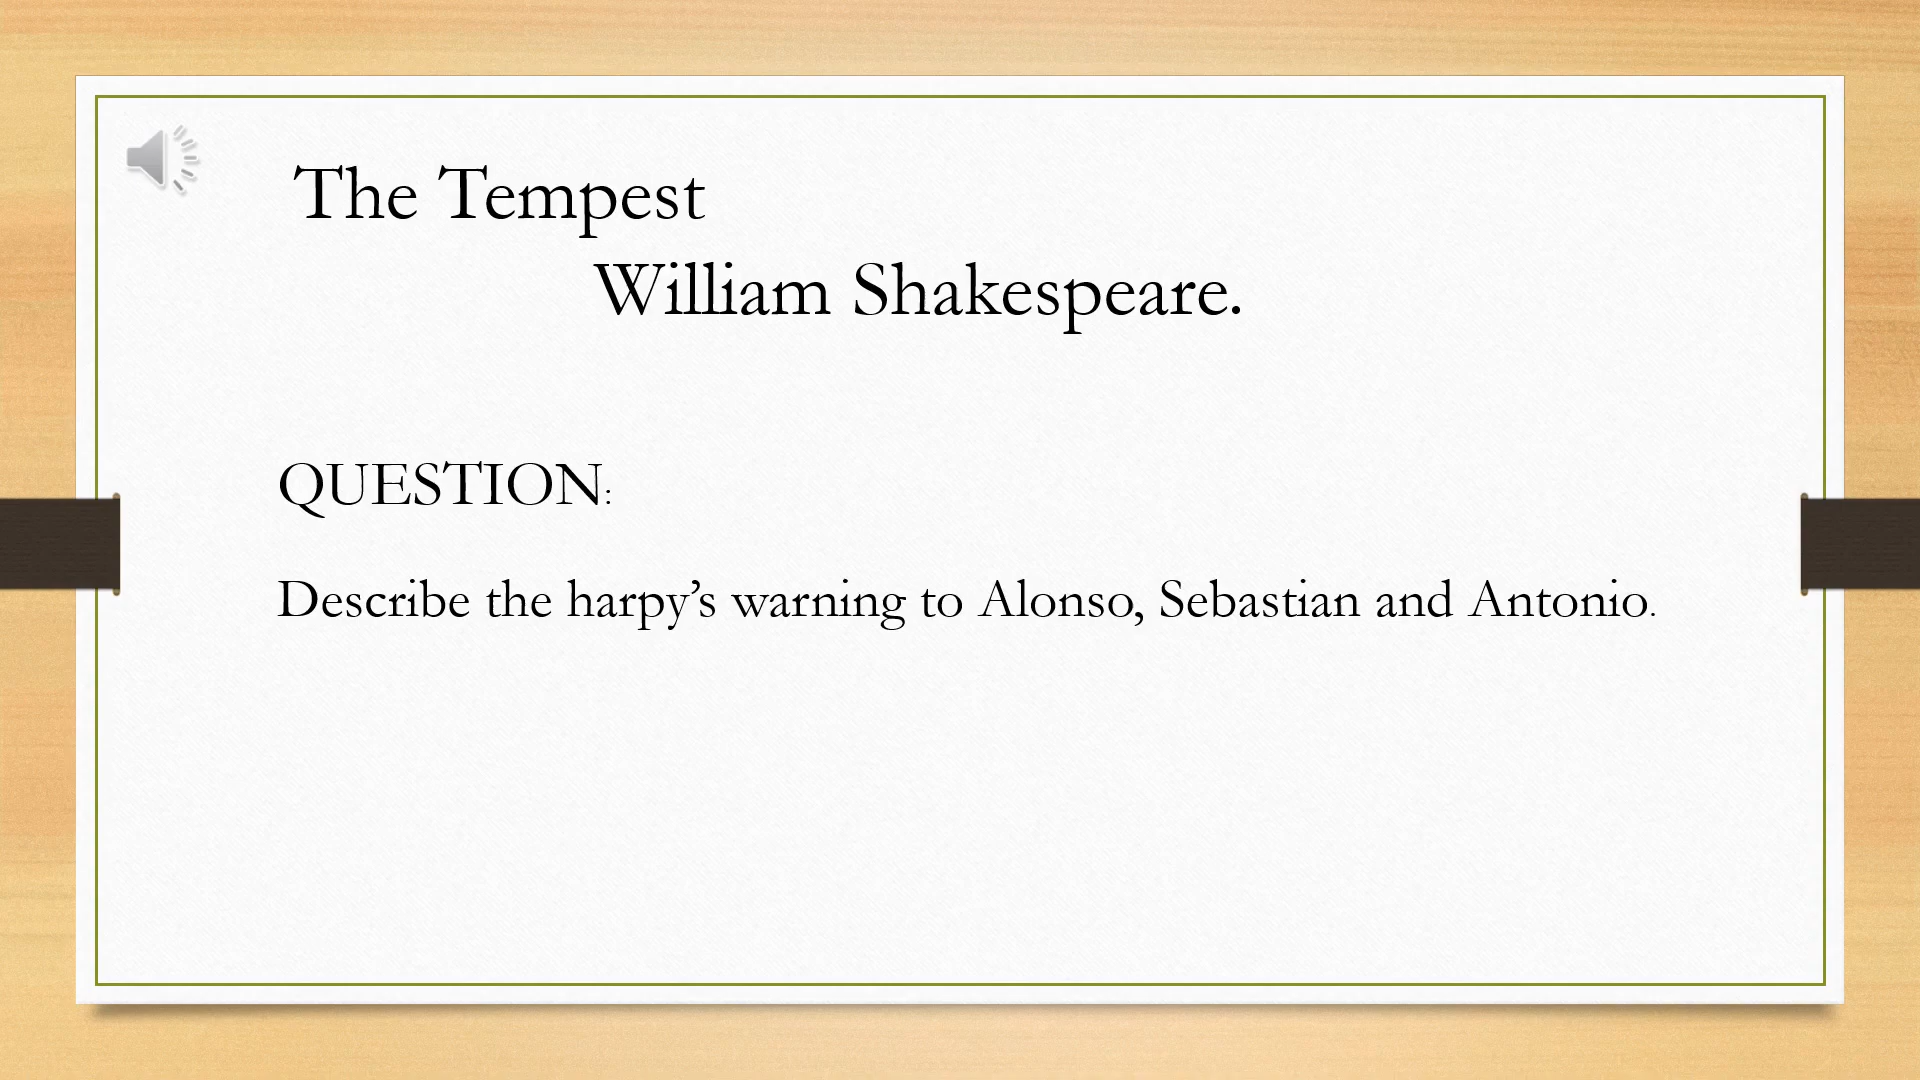 The Tempest
William Shakespeare.
QUESTION:
Describe the harpy’s warning to Alonso, Sebastian and Antonio.